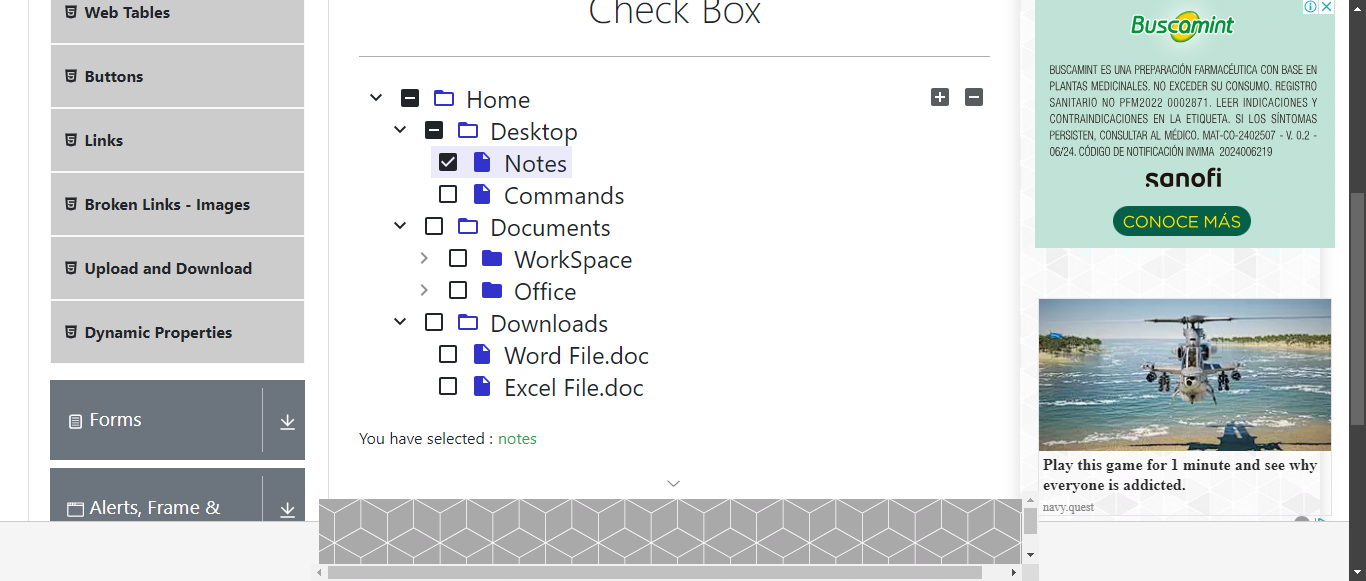 Web Tables
Buttons
Links
Broken Links - Images
Upload and Download
Dynamic Properties
Forms
Alerts, Frame &
Check Box
Home
Desktop
Notes
Commands
Documents
WorkSpace
Office
Downloads
Word File.doc
Excel File.doc
You have selected : notes
Buscamint
BUSCAMINT ES UNA PREPARACIÓN FARMACÉUTICA CON BASE EN
PLANTAS MEDICINALES. NO EXCEDER SU CONSUMO. REGISTRO
SANITARIO NO PFM2022 0002871. LEER INDICACIONES Y
CONTRAINDICACIONES EN LA ETIQUETA. SI LOS SÍNTOMAS
PERSISTEN, CONSULTAR AL MÉDICO. MAT-CO-2402507 - V. 0.2 -
06/24. CÓDIGO DE NOTIFICACIÓN INVIMA 2024006219
sanofi
CONOCE MÁS
Play this game for 1 minute and see why
everyone is addicted.
navy.quest